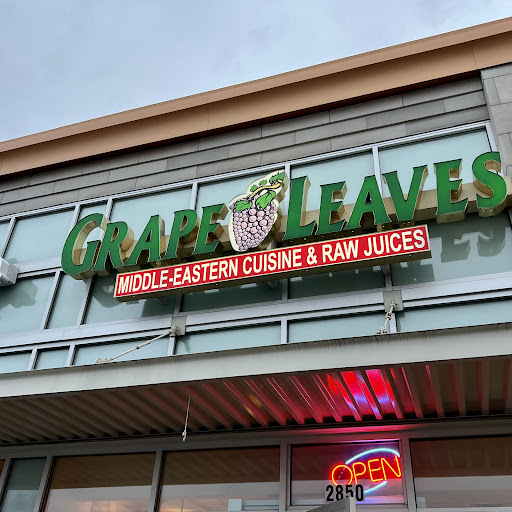 GRAPE LEAVES
MIDDLE-EASTERN CUISINE & RAW JUICES
OPEN
2850